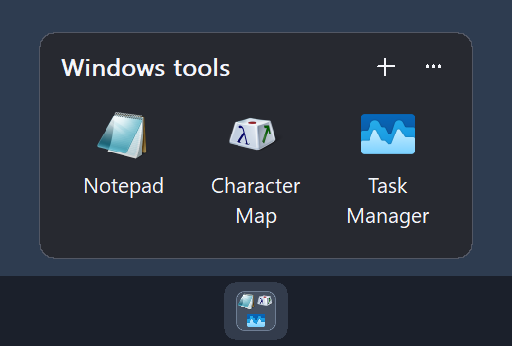 Windows tools
Notepad
Character
Map
Task
Manager